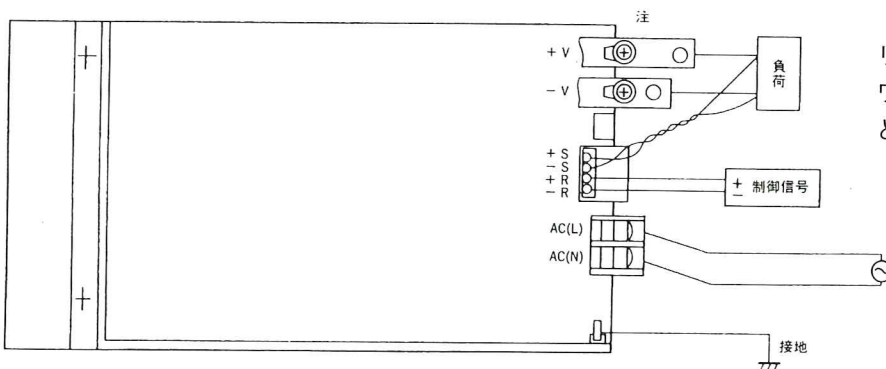 注
+ V
負荷
− V
+ S
− S
+ R
− R
+
−
制御信号
AC(L)
AC(N)
接地